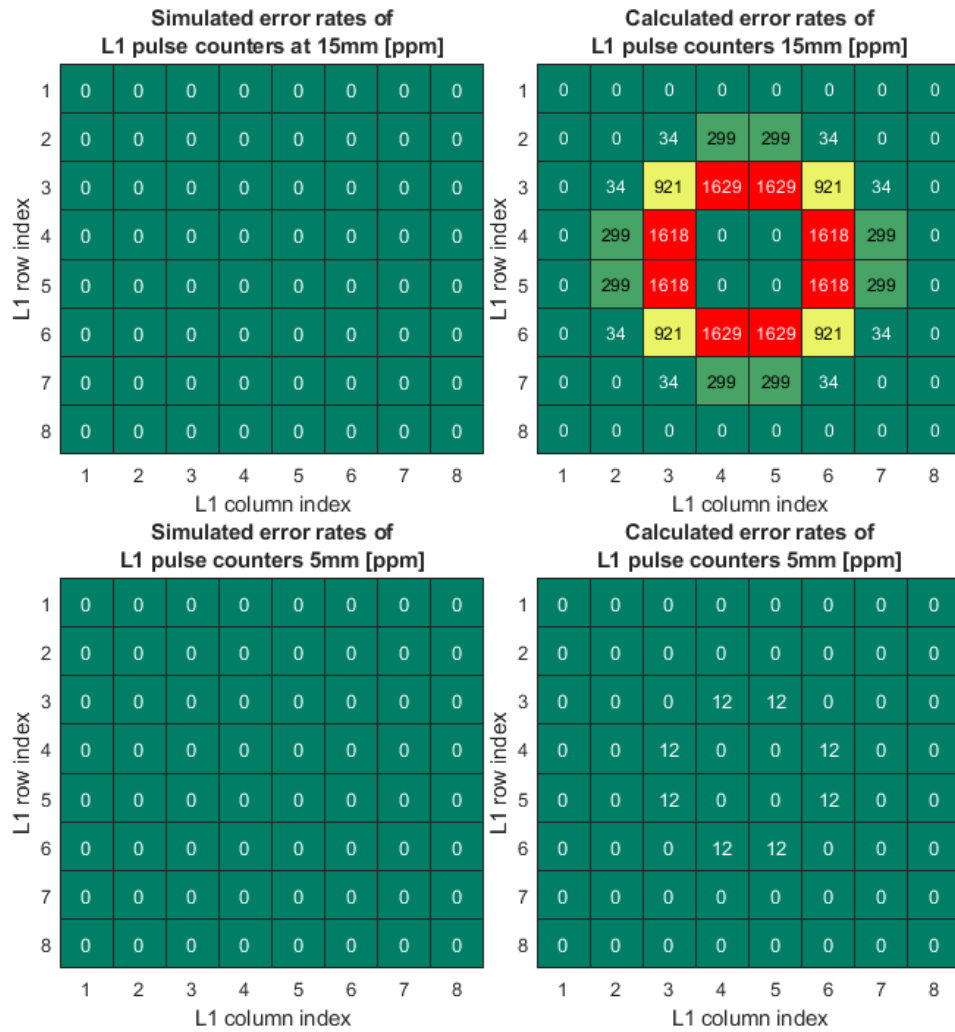 Simulated error rates of
L1 pulse counters at 15mm [ppm]
L1 row index
1 0 0 0 0 0 0 0 0
2 0 0 0 0 0 0 0 0
3 0 0 0 0 0 0 0 0
4 0 0 0 0 0 0 0 0
5 0 0 0 0 0 0 0 0
6 0 0 0 0 0 0 0 0
7 0 0 0 0 0 0 0 0
8 0 0 0 0 0 0 0 0
1 2 3 4 5 6 7 8
L1 column index
Calculated error rates of
L1 pulse counters 15mm [ppm]
L1 row index
1 0 0 0 0 0 0 0 0
2 0 0 34 299 299 34 0 0
3 0 34 921 1629 1629 921 34 0
4 0 299 1618 0 0 1618 299 0
5 0 299 1618 0 0 1618 299 0
6 0 34 921 1629 1629 921 34 0
7 0 0 34 299 299 34 0 0
8 0 0 0 0 0 0 0 0
1 2 3 4 5 6 7 8
L1 column index
Simulated error rates of
L1 pulse counters 5mm [ppm]
L1 row index
1 0 0 0 0 0 0 0 0
2 0 0 0 0 0 0 0 0
3 0 0 0 0 0 0 0 0
4 0 0 0 0 0 0 0 0
5 0 0 0 0 0 0 0 0
6 0 0 0 0 0 0 0 0
7 0 0 0 0 0 0 0 0
8 0 0 0 0 0 0 0 0
1 2 3 4 5 6 7 8
L1 column index
Calculated error rates of
L1 pulse counters 5mm [ppm]
L1 row index
1 0 0 0 0 0 0 0 0
2 0 0 0 0 0 0 0 0
3 0 0 0 12 12 0 0 0
4 0 0 12 0 0 12 0 0
5 0 0 12 0 0 12 0 0
6 0 0 0 12 12 0 0 0
7 0 0 0 0 0 0 0 0
8 0 0 0 0 0 0 0 0
1 2 3 4 5 6 7 8
L1 column index